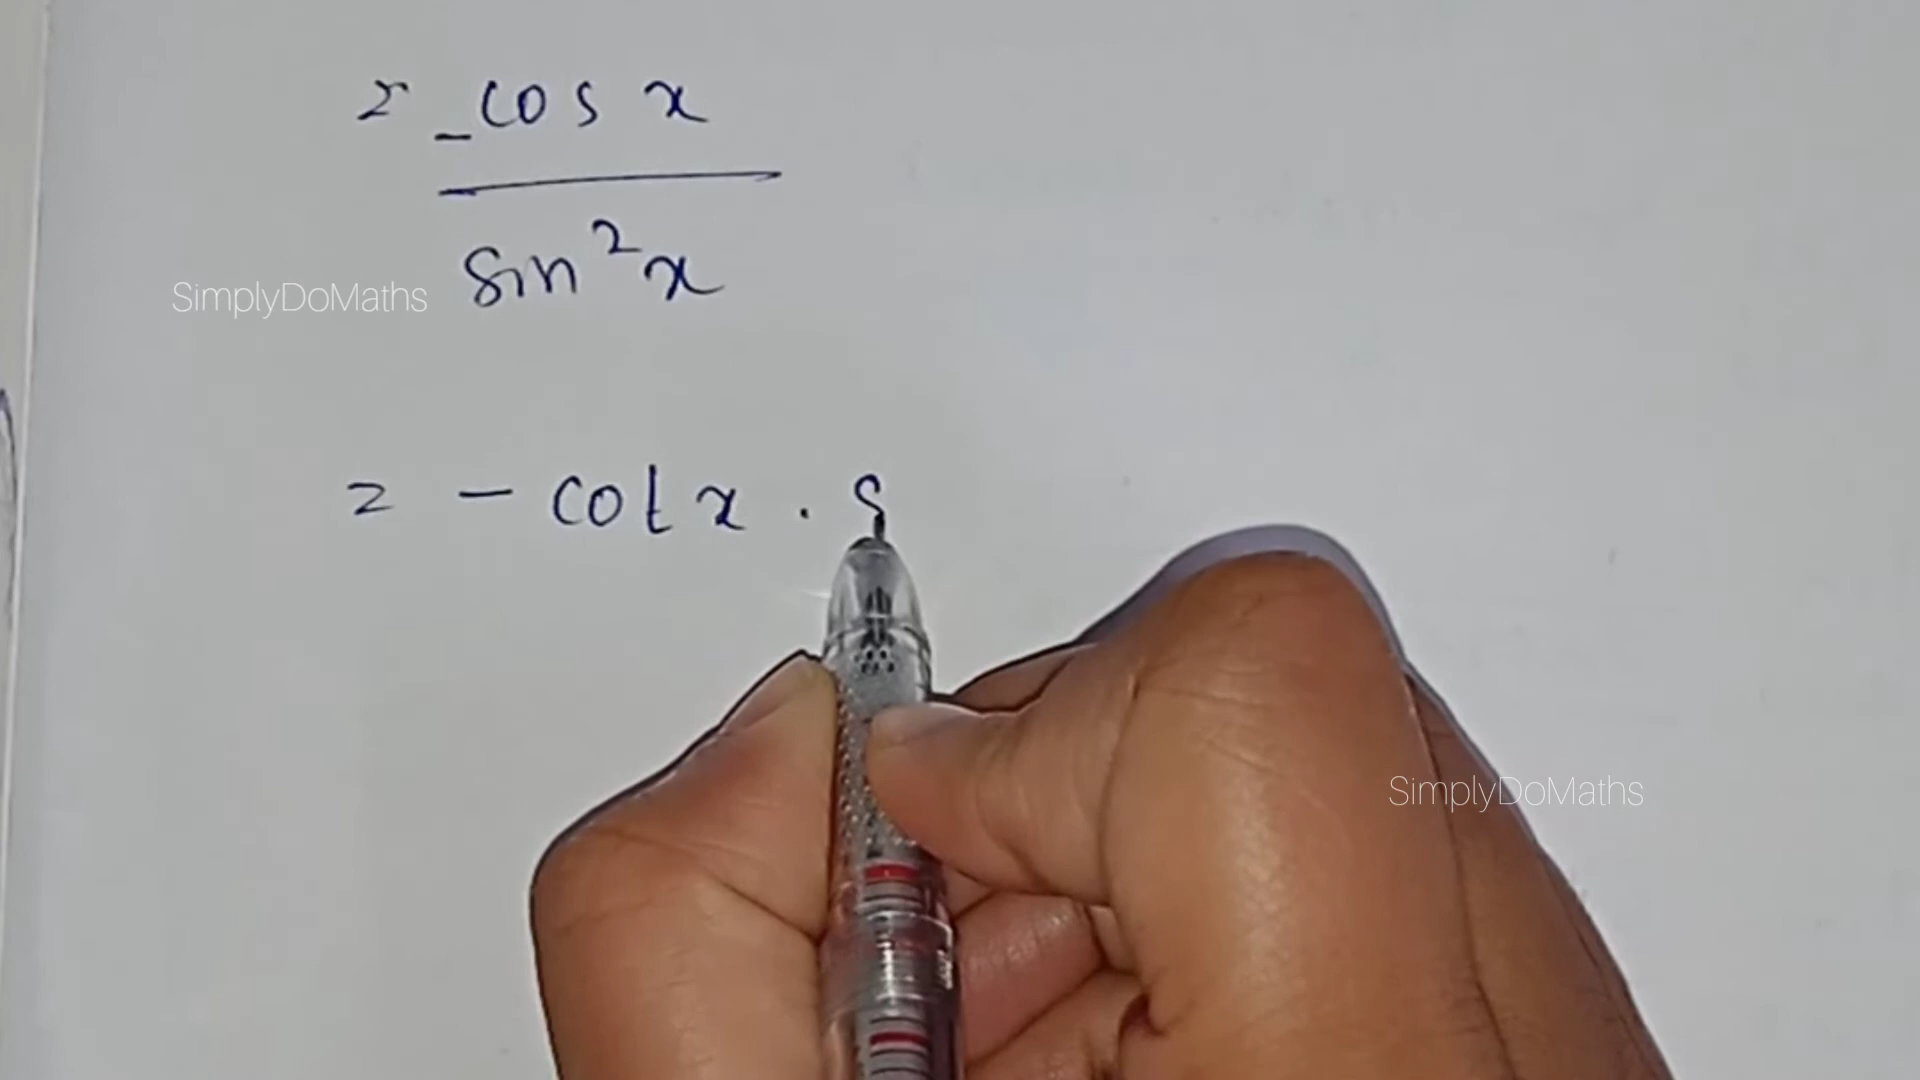 = -cos x
sin²x
SimplyDoMaths
= - cot x . s
SimplyDoMaths